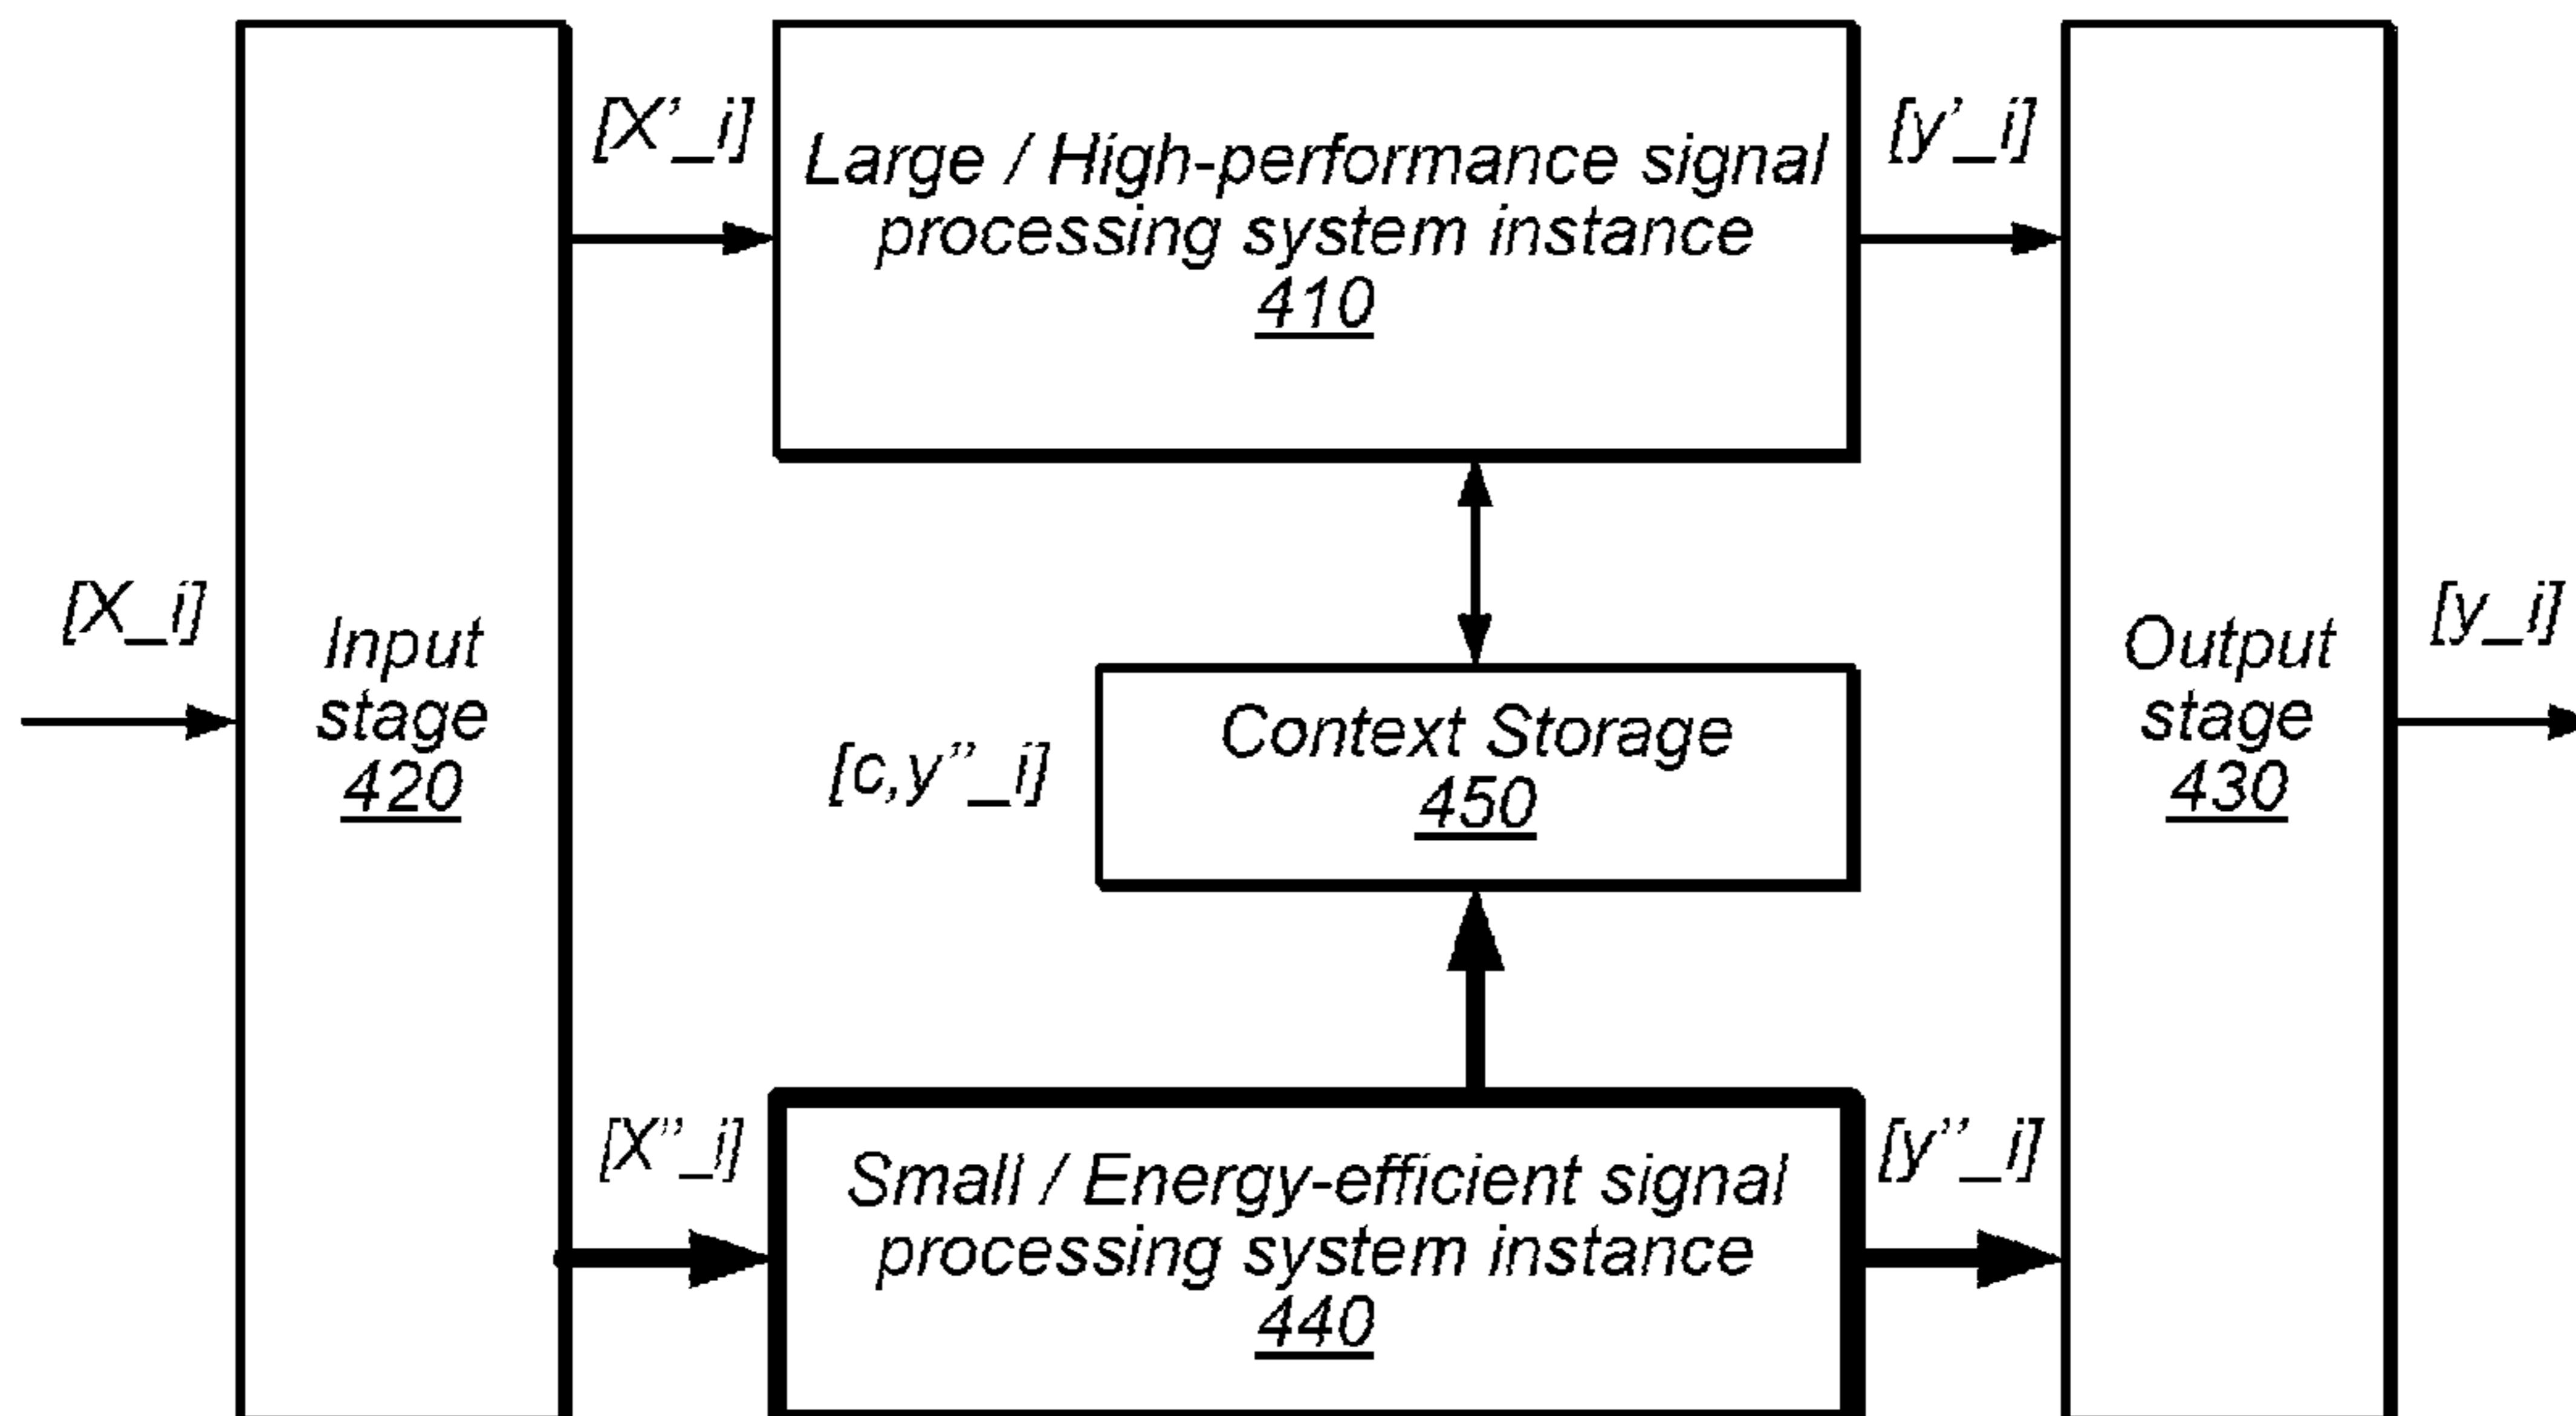 [X’_i]
Large / High-performance signal
processing system instance
410
[y’_i]
[X_i]
Input
stage
420
[c,y’’_i]
Context Storage
450
Output
stage
430
[y_i]
[X’’_i]
Small / Energy-efficient signal
processing system instance
440
[y’’_i]